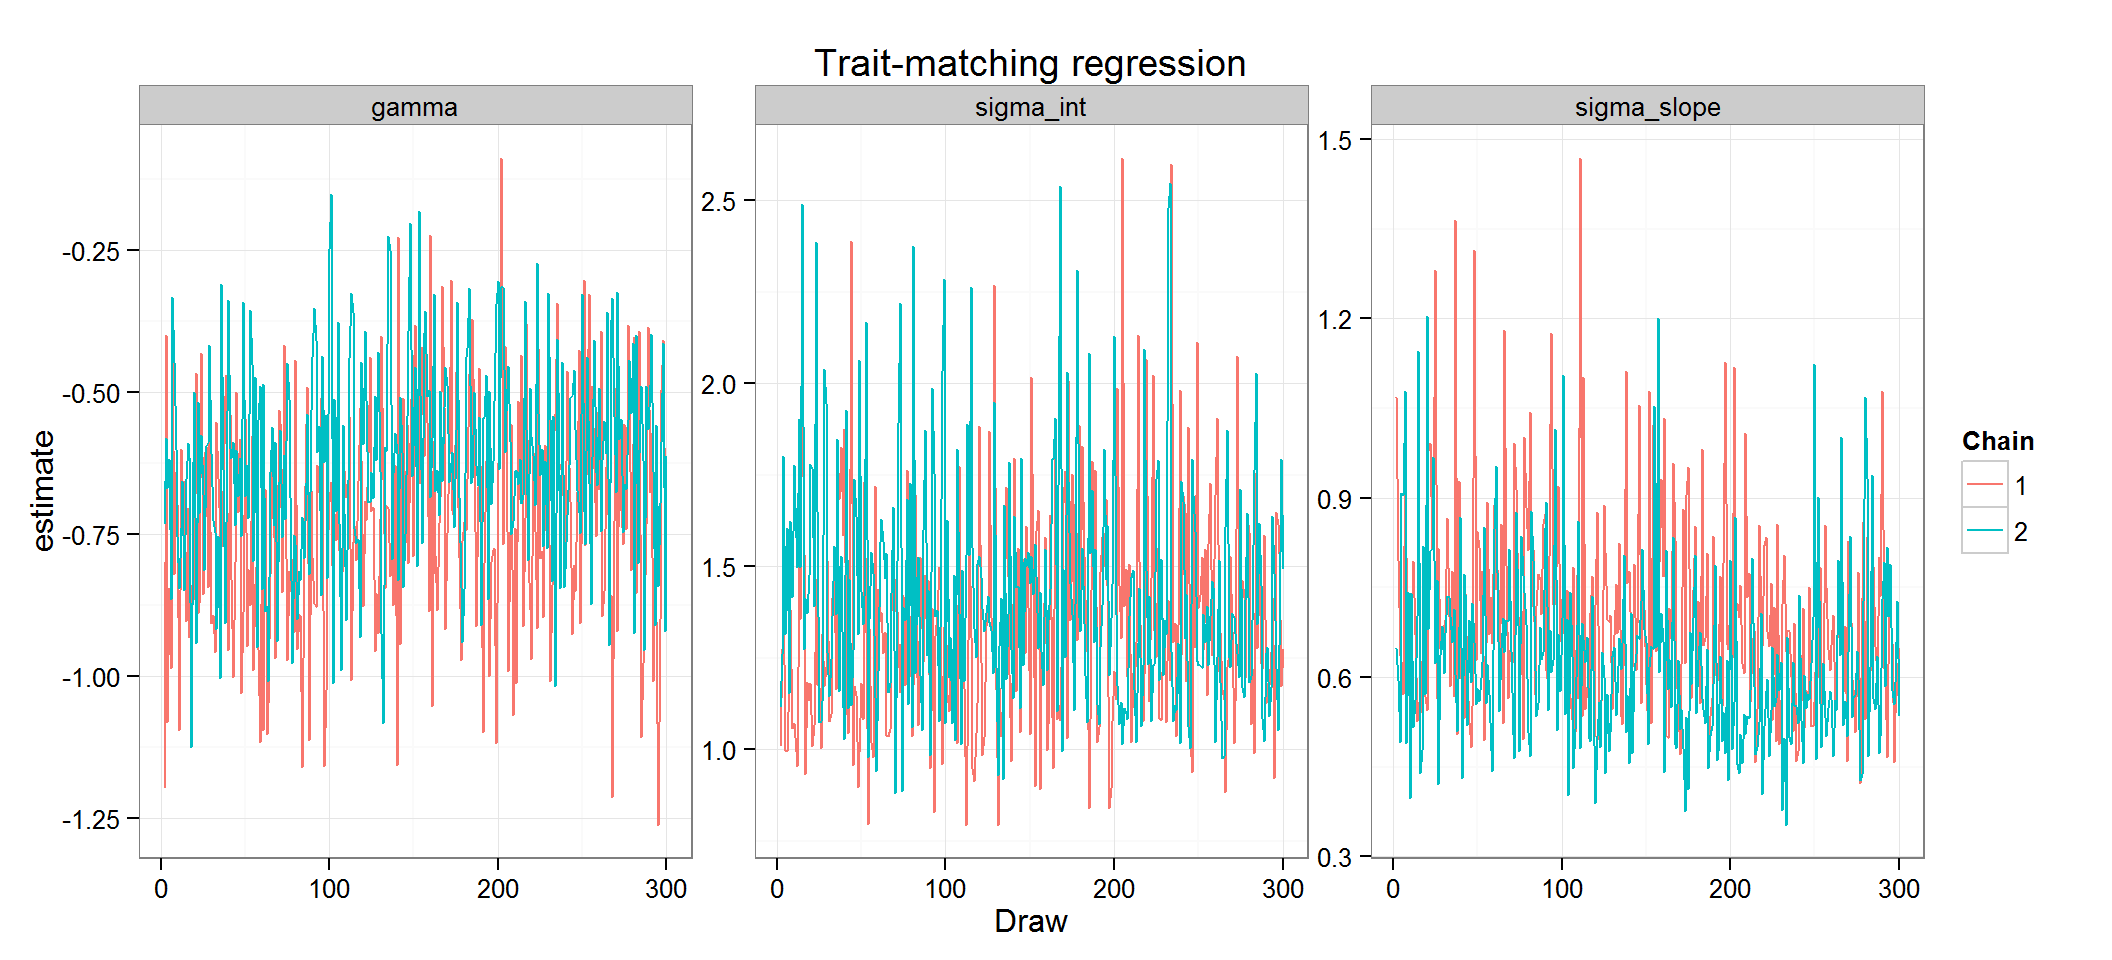 Trait-matching regression
gamma
sigma_int
sigma_slope
estimate
-0.25
-0.50
-0.75
-1.00
-1.25
0 100 200 300
2.5
2.0
1.5
1.0
0 100 200 300
1.5
1.2
0.9
0.6
0.3
0 100 200 300
Draw
Chain
1
2